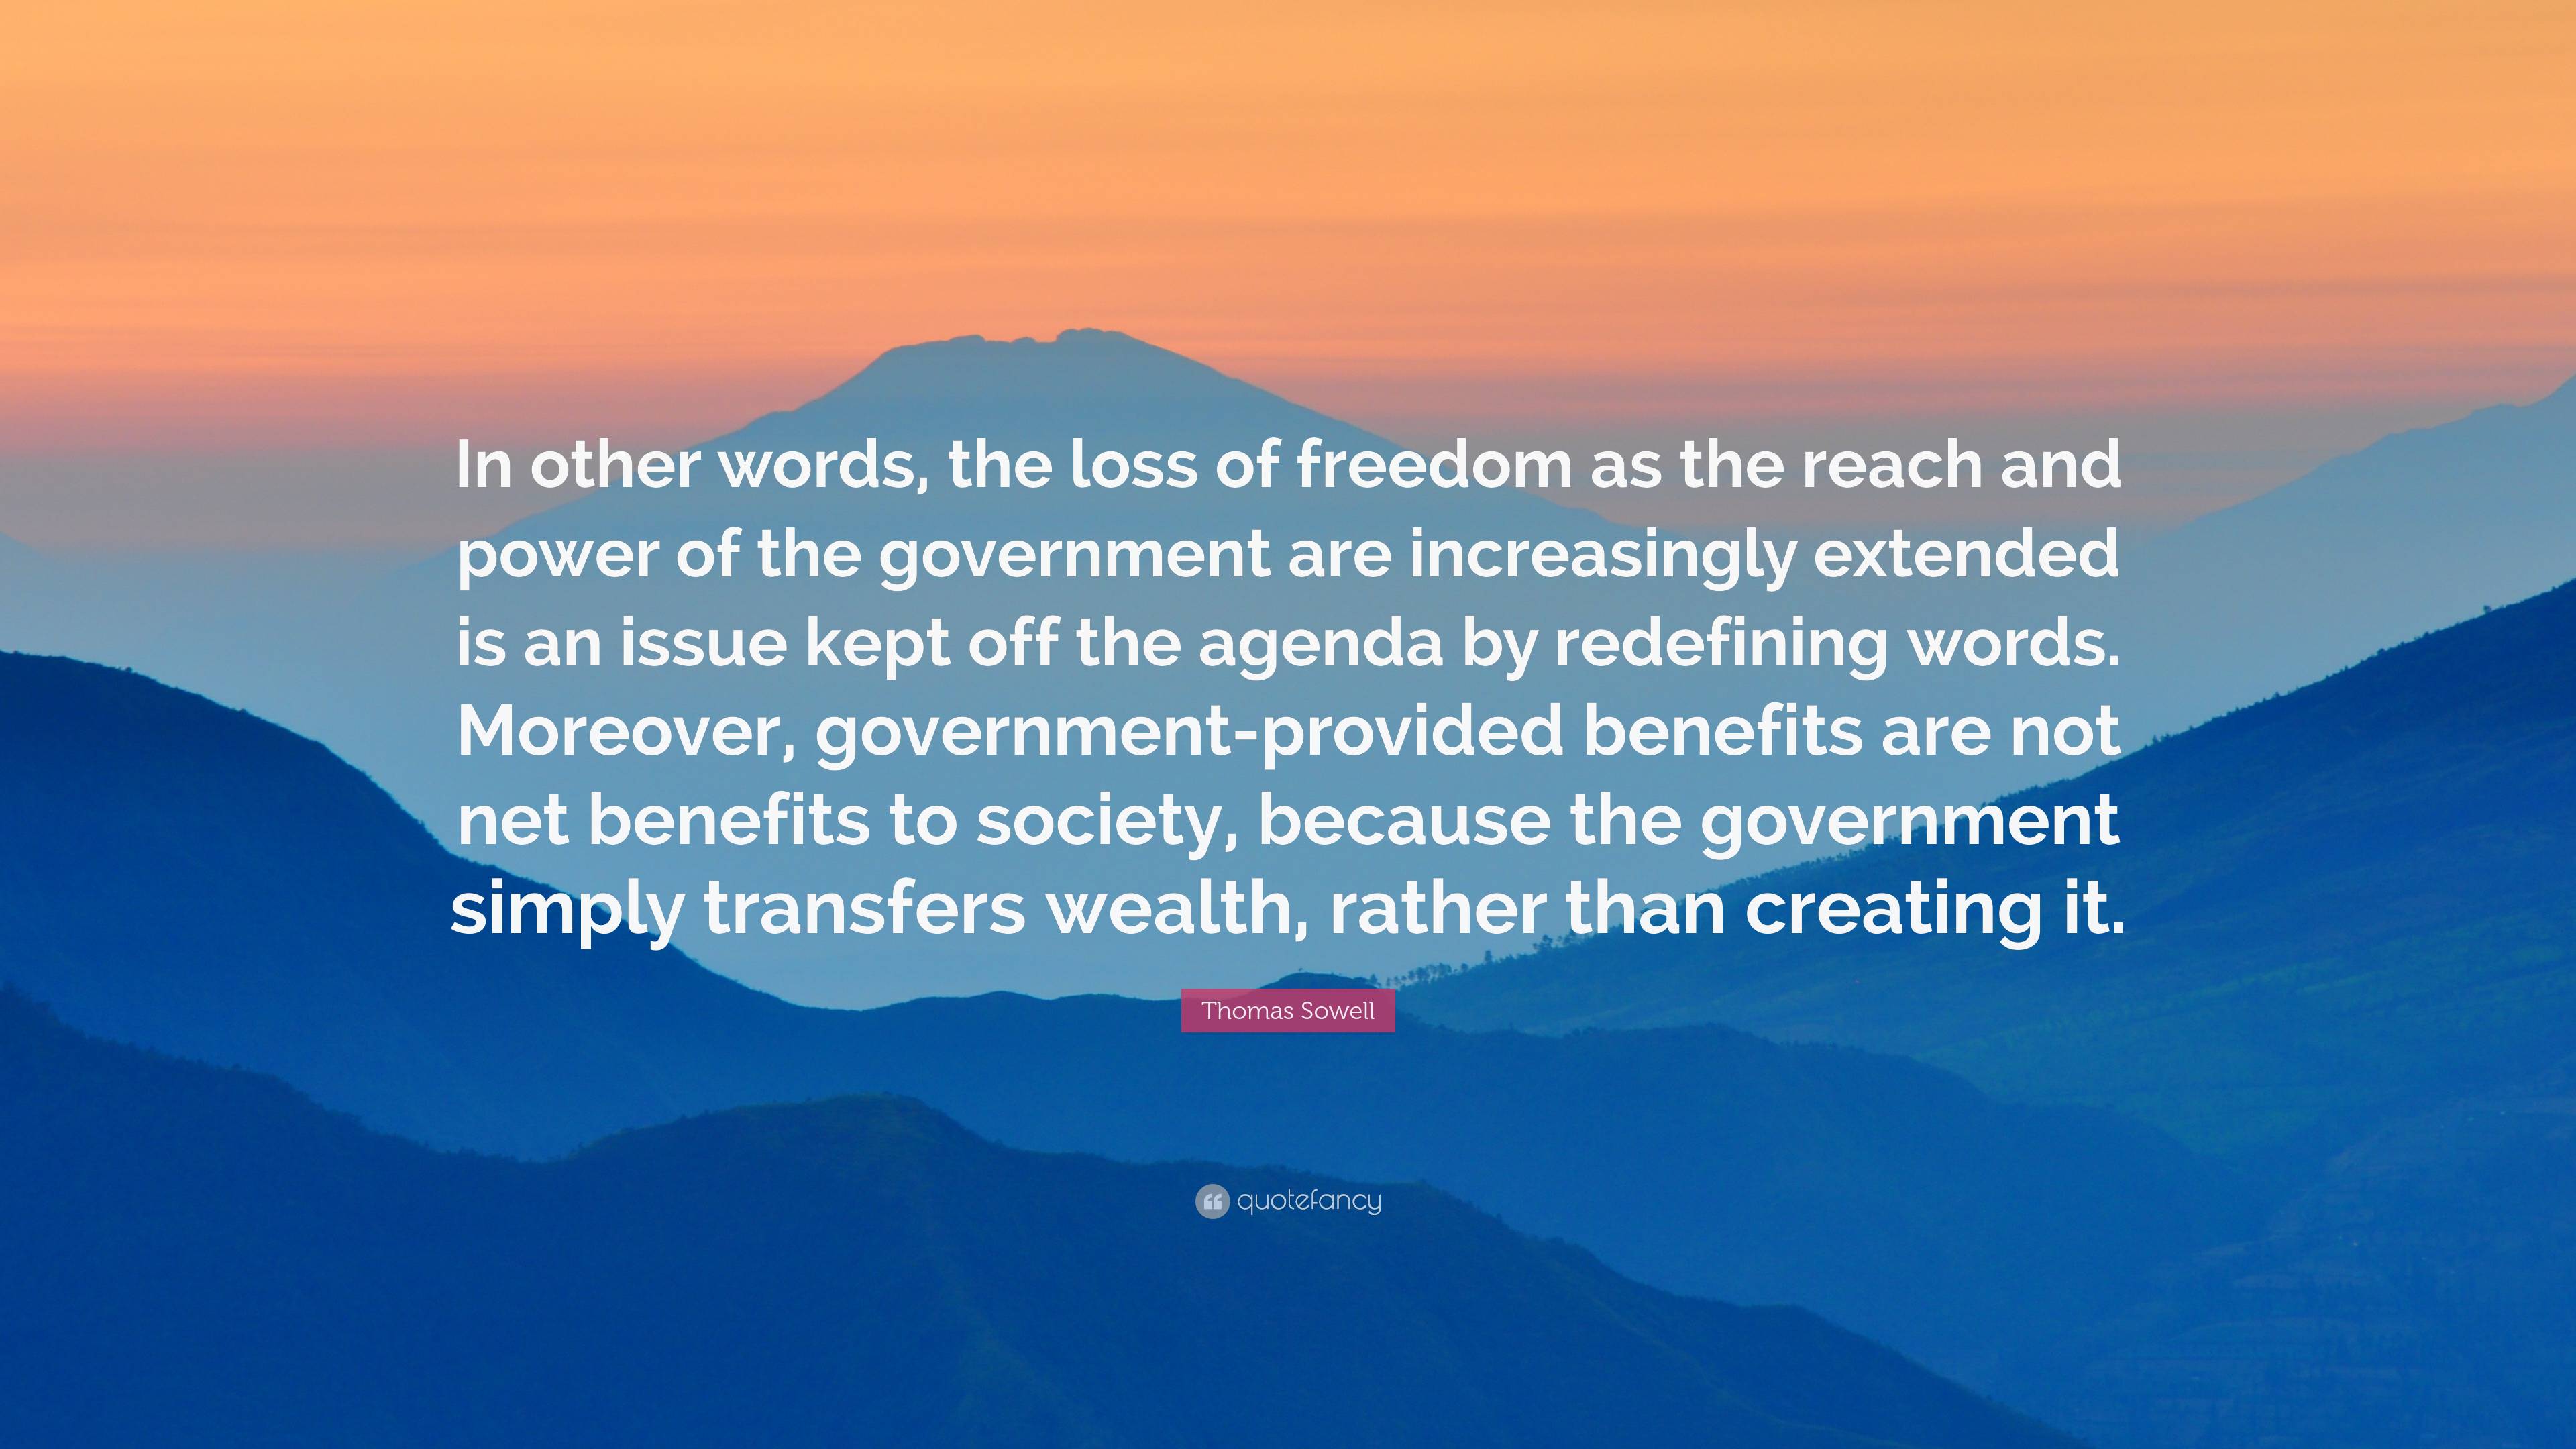 In other words, the loss of freedom as the reach and
power of the government are increasingly extended
is an issue kept off the agenda by redefining words.
Moreover, government-provided benefits are not
net benefits to society, because the government
simply transfers wealth, rather than creating it.
Thomas Sowell
quotefancy